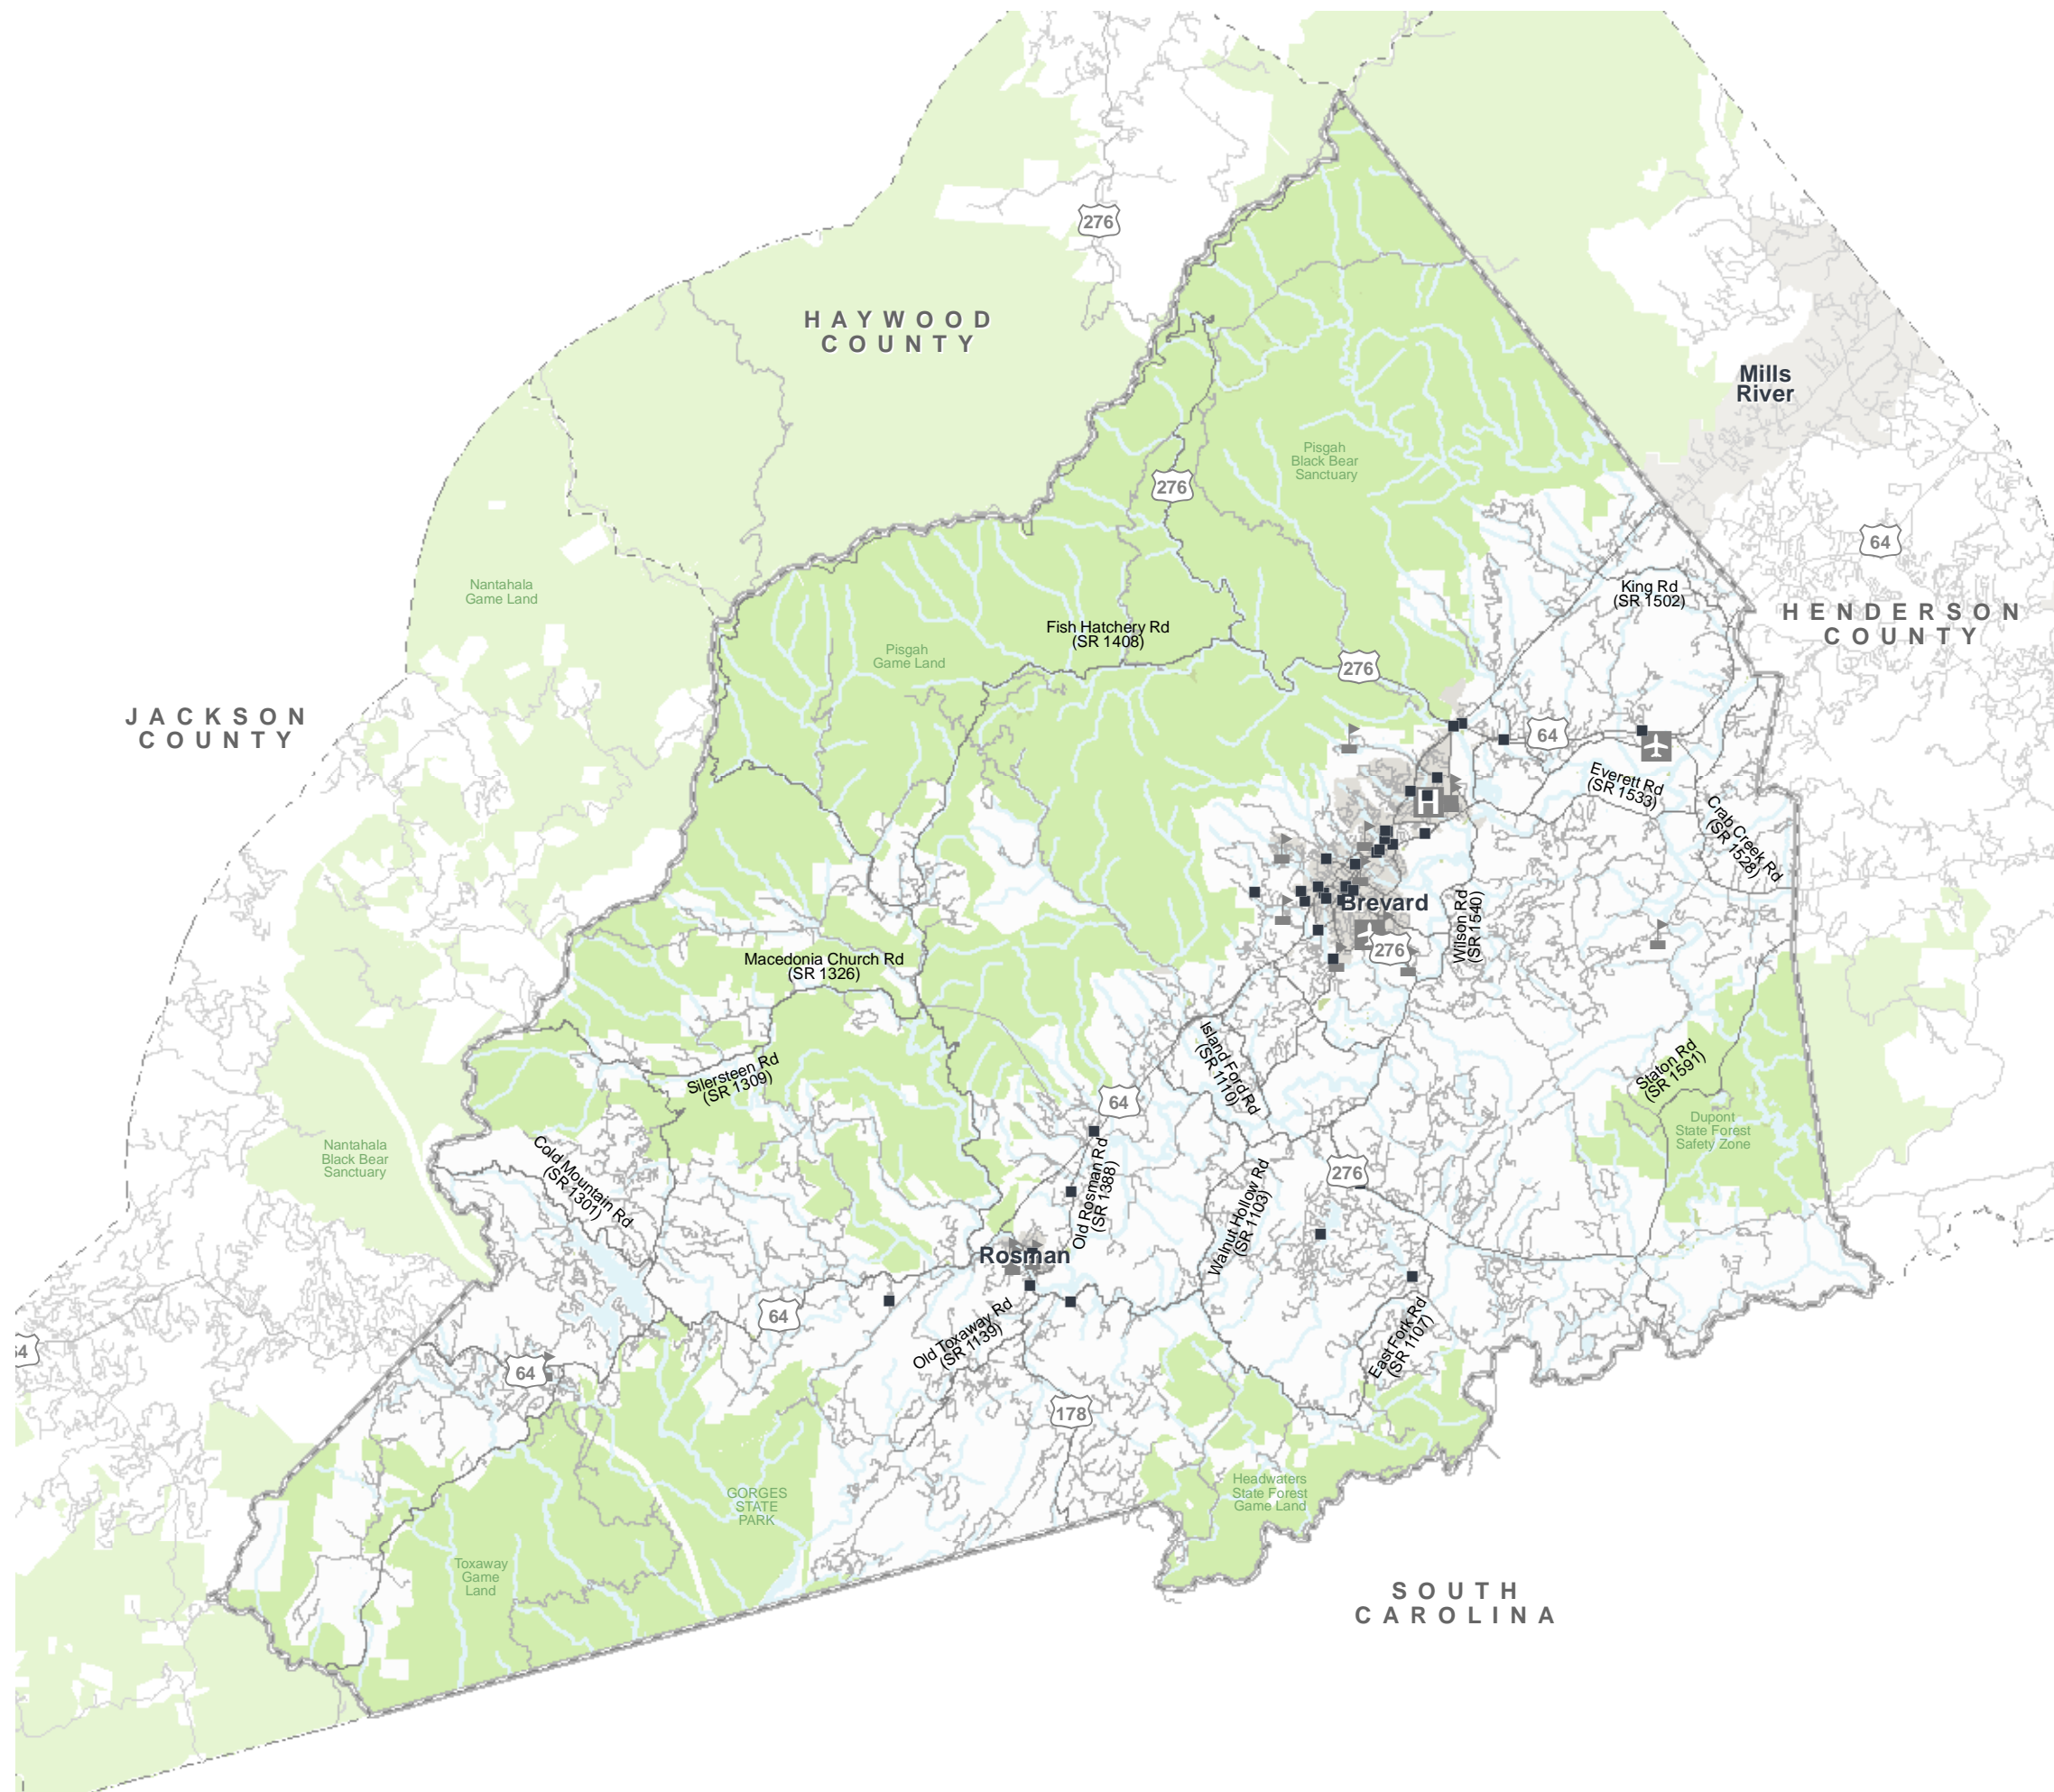 276
HAYWOOD
COUNTY
Mills
River
Pisgah
Black Bear
Sanctuary
276
64
Nantahala
Game Land
King Rd
(SR 1502)
HENDERSON
COUNTY
Fish Hatchery Rd
(SR 1408)
Pisgah
Game Land
276
JACKSON
COUNTY
64
Everett Rd
(SR 1533)
H
Crab Creek Rd
(SR 1528)
Brevard
Wilson Rd
(SR 1540)
276
Macedonia Church Rd
(SR 1326)
Silersteen Rd
(SR 1309)
Island Ford Rd
(SR 1110)
Staton Rd
(SR 1591)
64
Dupont
State Forest
Safety Zone
Nantahala
Black Bear
Sanctuary
Cold Mountain Rd
(SR 1301)
Old Rosman Rd
(SR 1388)
Walnut Hollow Rd
(SR 1103)
276
Rosman
64
Old Toxaway Rd
(SR 1139)
East Fork Rd
(SR 1107)
64
64
178
GORGES
STATE
PARK
Headwaters
State Forest
Game Land
Toxaway
Game
Land
SOUTH
CAROLINA